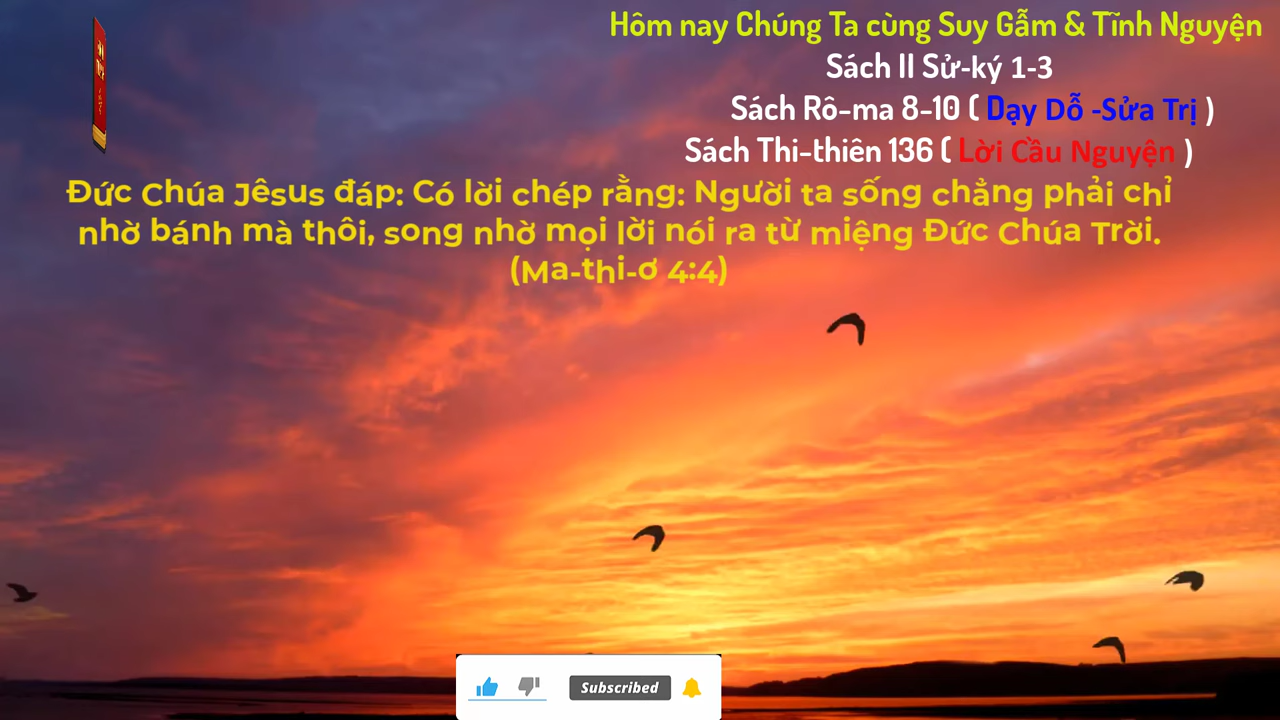 Hôm nay Chúng Ta cùng Suy Gẫm & Tĩnh Nguyện
Sách II Sử-ký 1-3
Sách Rô-ma 8-10 ( Dạy Dỗ -Sửa Trị )
Sách Thi-thiên 136 ( Lời Cầu Nguyện )
Đức Chúa Jêsus đáp: Có lời chép rằng: Người ta sống chẳng phải chỉ
nhờ bánh mà thôi, song nhờ mọi lời nói ra từ miệng Đức Chúa Trời.
(Ma-thi-ơ 4:4)
Subscribed